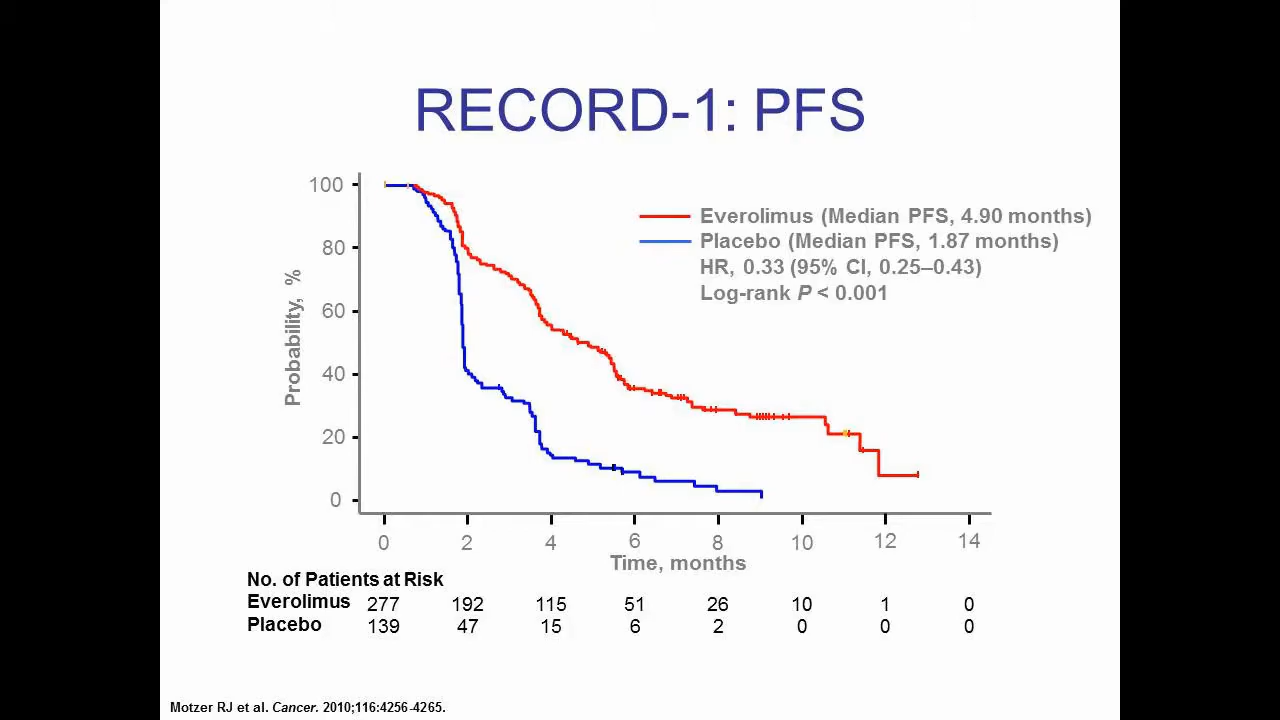 RECORD-1: PFS
100
80
60
40
20
0
Probability, %
Everolimus (Median PFS, 4.90 months)
Placebo (Median PFS, 1.87 months)
HR, 0.33 (95% CI, 0.25–0.43)
Log-rank P < 0.001
0 2 4 6 8 10 12 14
Time, months
No. of Patients at Risk
Everolimus 277 192 115 51 26 10 1 0
Placebo 139 47 15 6 2 0 0 0
Motzer RJ et al. Cancer. 2010;116:4256-4265.